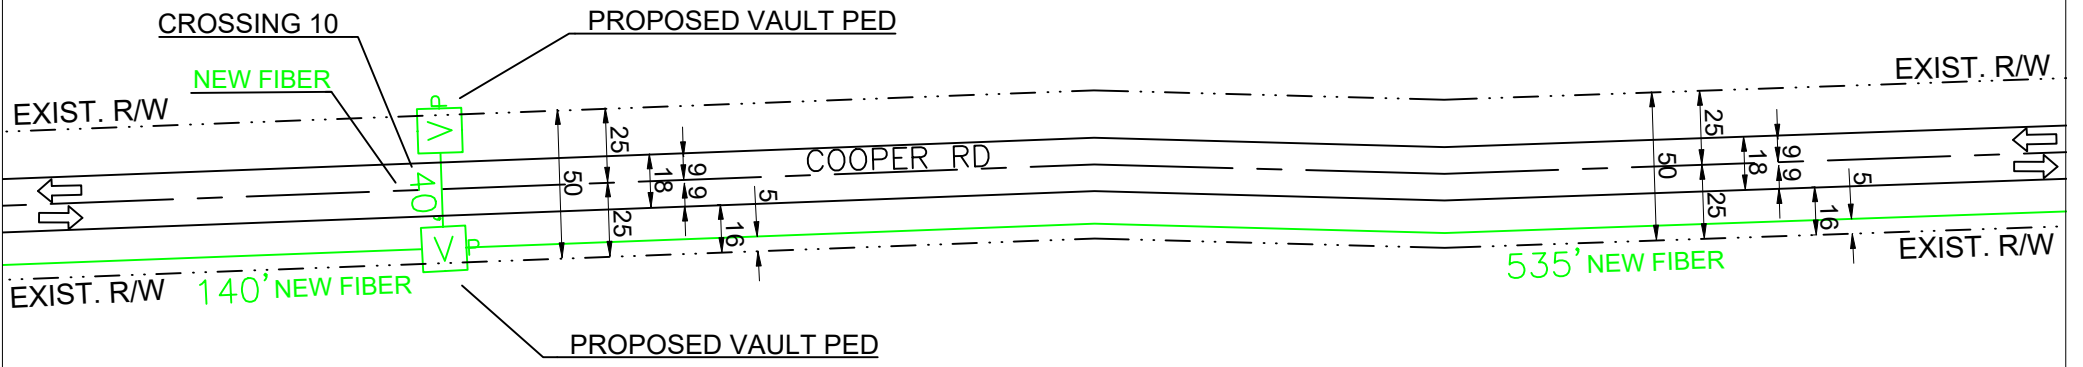 CROSSING 10
PROPOSED VAULT PED
NEW FIBER
EXIST. R/W
EXIST. R/W
P
V
40'
V
P
COOPER RD
50
25
25
18
9
9
16
5
50
25
25
18
9
9
16
5
EXIST. R/W
140' NEW FIBER
535' NEW FIBER
EXIST. R/W
PROPOSED VAULT PED